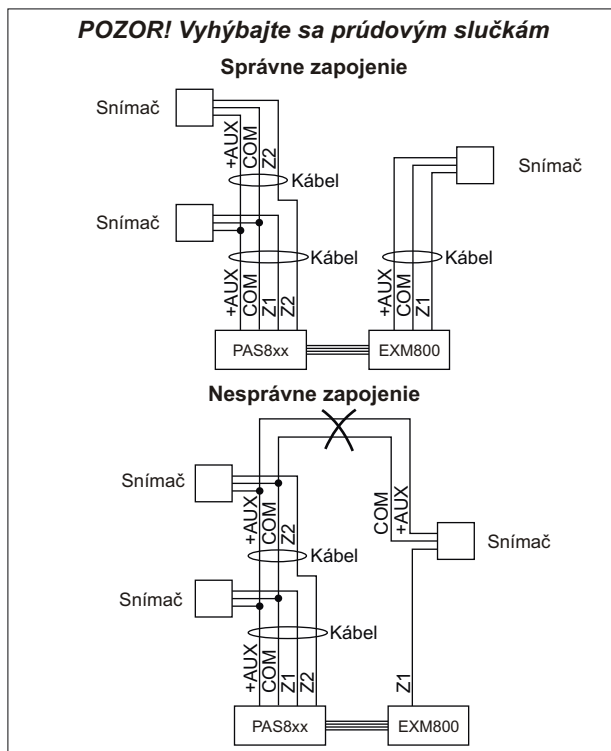 POZOR! Vyhýbajte sa prúdovým slučkám
Správne zapojenie
Snímač
+AUX
COM
Z2
Kábel
Snímač
Kábel
+AUX
COM
Z1
Z2
PAS8xx
Snímač
Kábel
+AUX
COM
Z1
EXM800
Nesprávne zapojenie
Snímač
+AUX
COM
Z2
Kábel
Snímač
Kábel
+AUX
COM
Z1
Z2
PAS8xx
COM
+AUX
Snímač
Z1
EXM800